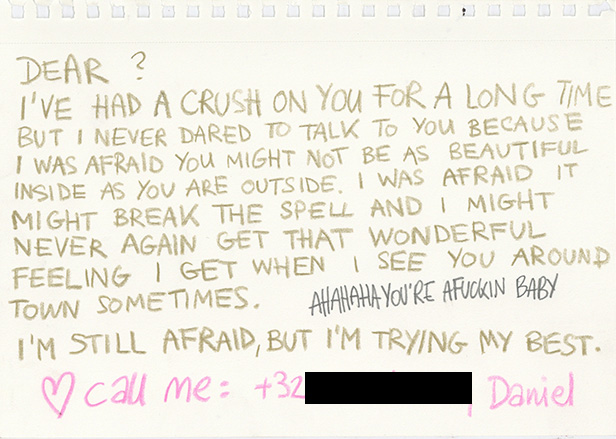 DEAR ?
I'VE HAD A CRUSH ON YOU FOR A LONG TIME
BUT I NEVER DARED TO TALK TO YOU BECAUSE
I WAS AFRAID YOU MIGHT NOT BE AS BEAUTIFUL
INSIDE AS YOU ARE OUTSIDE. I WAS AFRAID IT
MIGHT BREAK THE SPELL AND I MIGHT
NEVER AGAIN GET THAT WONDERFUL
FEELING I GET WHEN I SEE YOU AROUND
TOWN SOMETIMES.
AHAHAHA YOU'RE A FUCKIN BABY
I'M STILL AFRAID, BUT I'M TRYING MY BEST.
♡ call me: +32 , Daniel